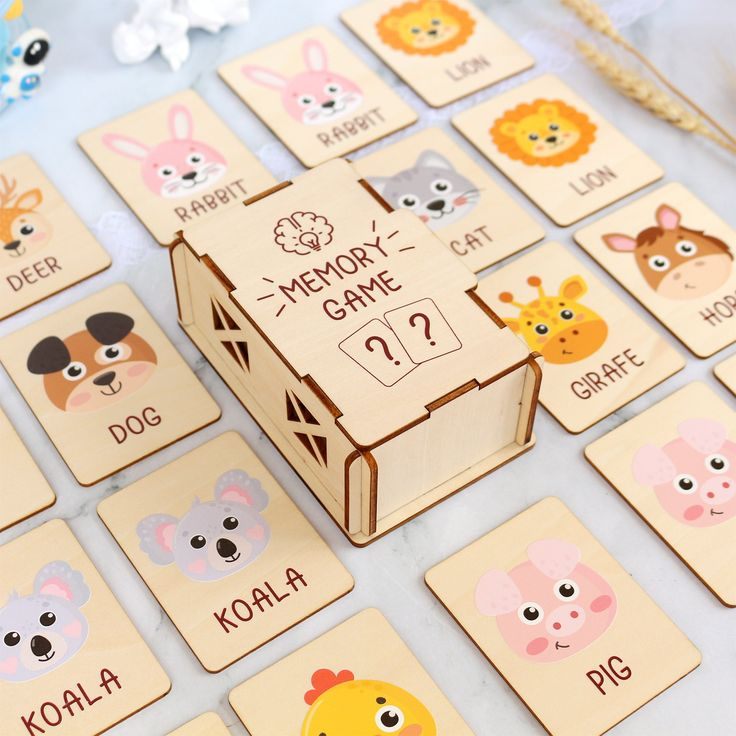 LION
RABBIT
RABBIT
LION
CAT
DEER
MEMORY
GAME
? ?
HOR
GIRAFE
DOG
KOALA
PIG
KOALA